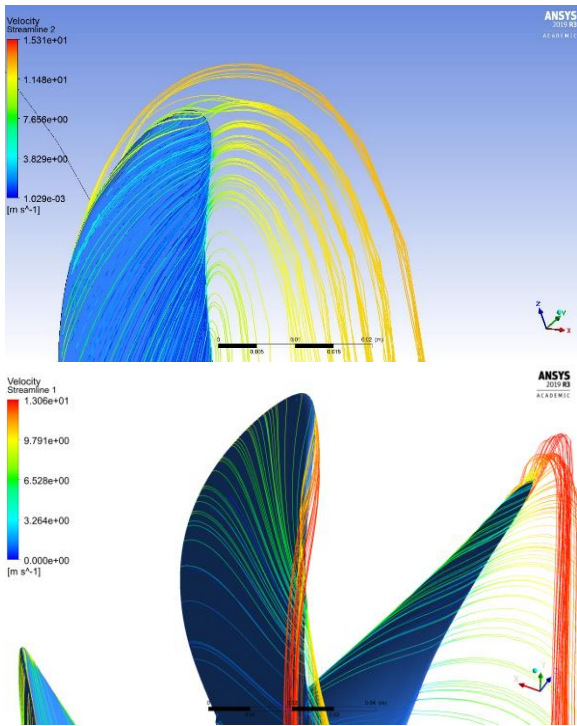 Velocity
Streamline 2
1.531e+01
1.148e+01
7.656e+00
3.829e+00
1.029e-03
[m s^-1]
ANSYS
2019 R3
ACADEMIC
Z
Y
X
0
0.005
0.01
0.015
0.02
(m)
Velocity
Streamline 1
1.306e+01
9.791e+00
6.528e+00
3.264e+00
0.000e+00
[m s^-1]
ANSYS
2019 R3
ACADEMIC